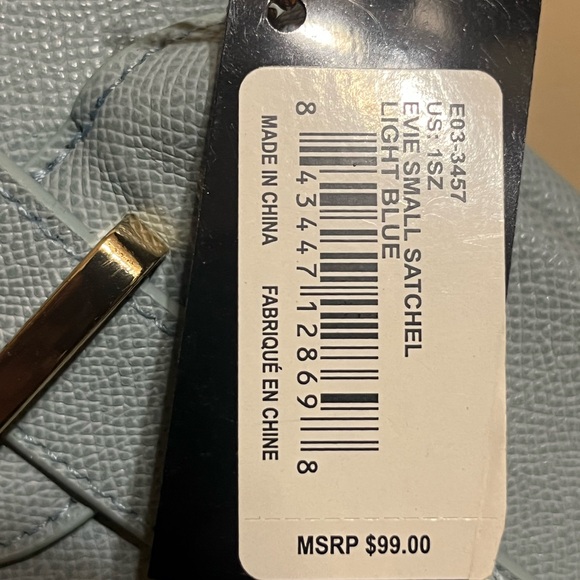 E03-3457
US: 1SZ
EVIE SMALL SATCHEL
LIGHT BLUE
8 43447 12869 8
MADE IN CHINA FABRIQUÉ EN CHINE
MSRP $99.00